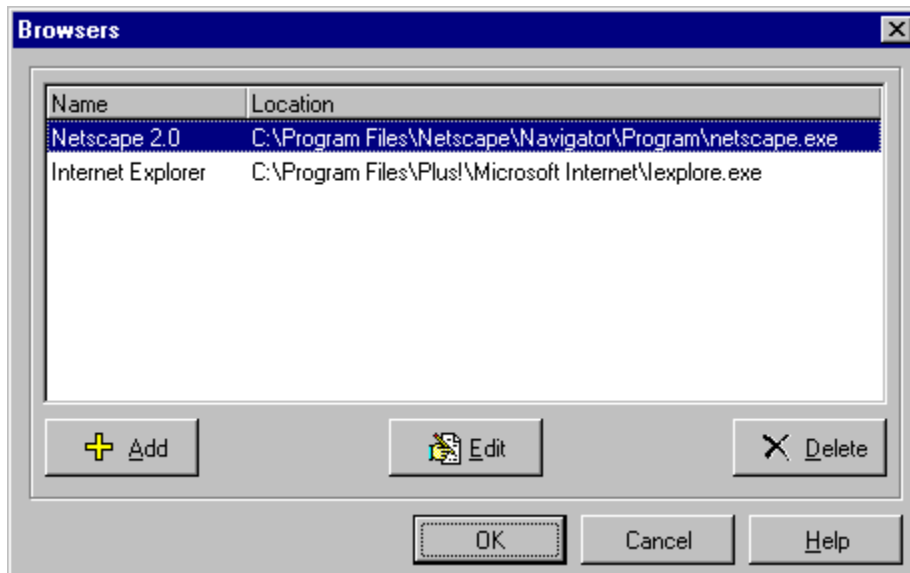 Browsers
Name Location
Netscape 2.0 C:\Program Files\Netscape\Navigator\Program\netscape.exe
Internet Explorer C:\Program Files\Plus!\Microsoft Internet\Iexplore.exe
Add Edit Delete
OK Cancel Help